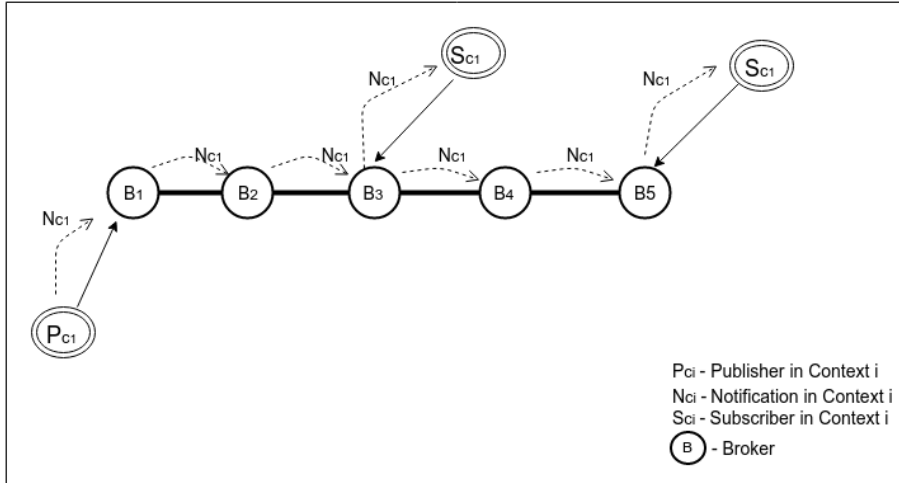 Sc1
Sc1
Nc1
Nc1
Nc1
Nc1
Nc1
Nc1
B1
B2
B3
B4
B5
Nc1
Pc1
Pci - Publisher in Context i
Nci - Notification in Context i
Sci - Subscriber in Context i
B - Broker